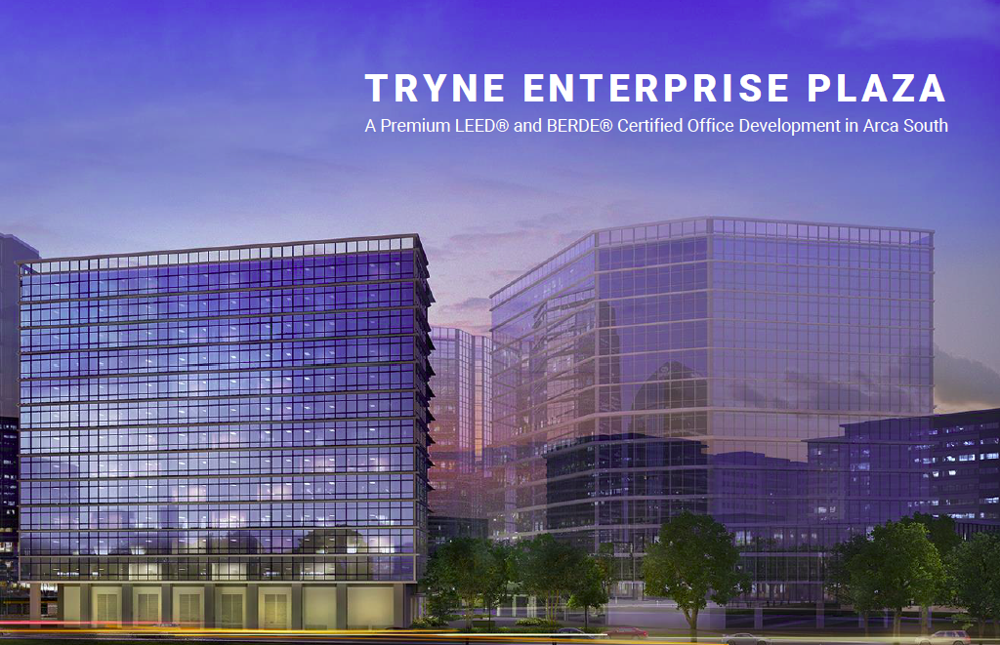 TRYNE ENTERPRISE PLAZA
A Premium LEED® and BERDE® Certified Office Development in Arca South